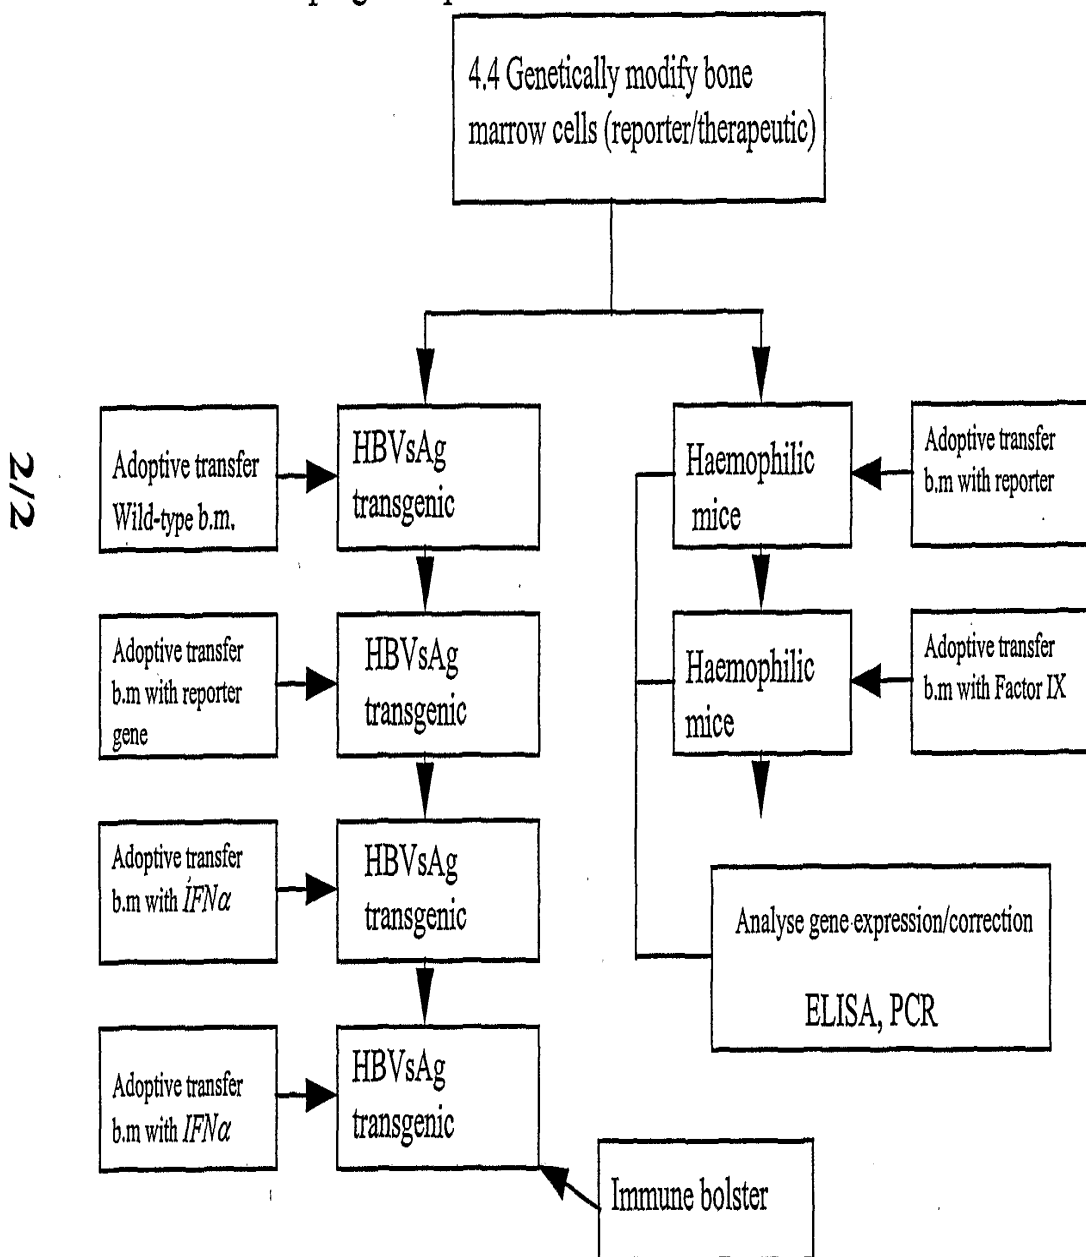 4.4 Genetically modify bone
marrow cells (reporter/therapeutic)
2/2
Adoptive transfer
Wild-type b.m.
HBVsAg
transgenic
Haemophilic
mice
Adoptive transfer
b.m with reporter
Adoptive transfer
b.m with reporter
gene
HBVsAg
transgenic
Haemophilic
mice
Adoptive transfer
b.m with Factor IX
Adoptive transfer
b.m with IFNα
HBVsAg
transgenic
Analyse gene expression/correction
ELISA, PCR
Adoptive transfer
b.m with IFNα
HBVsAg
transgenic
Immune bolster